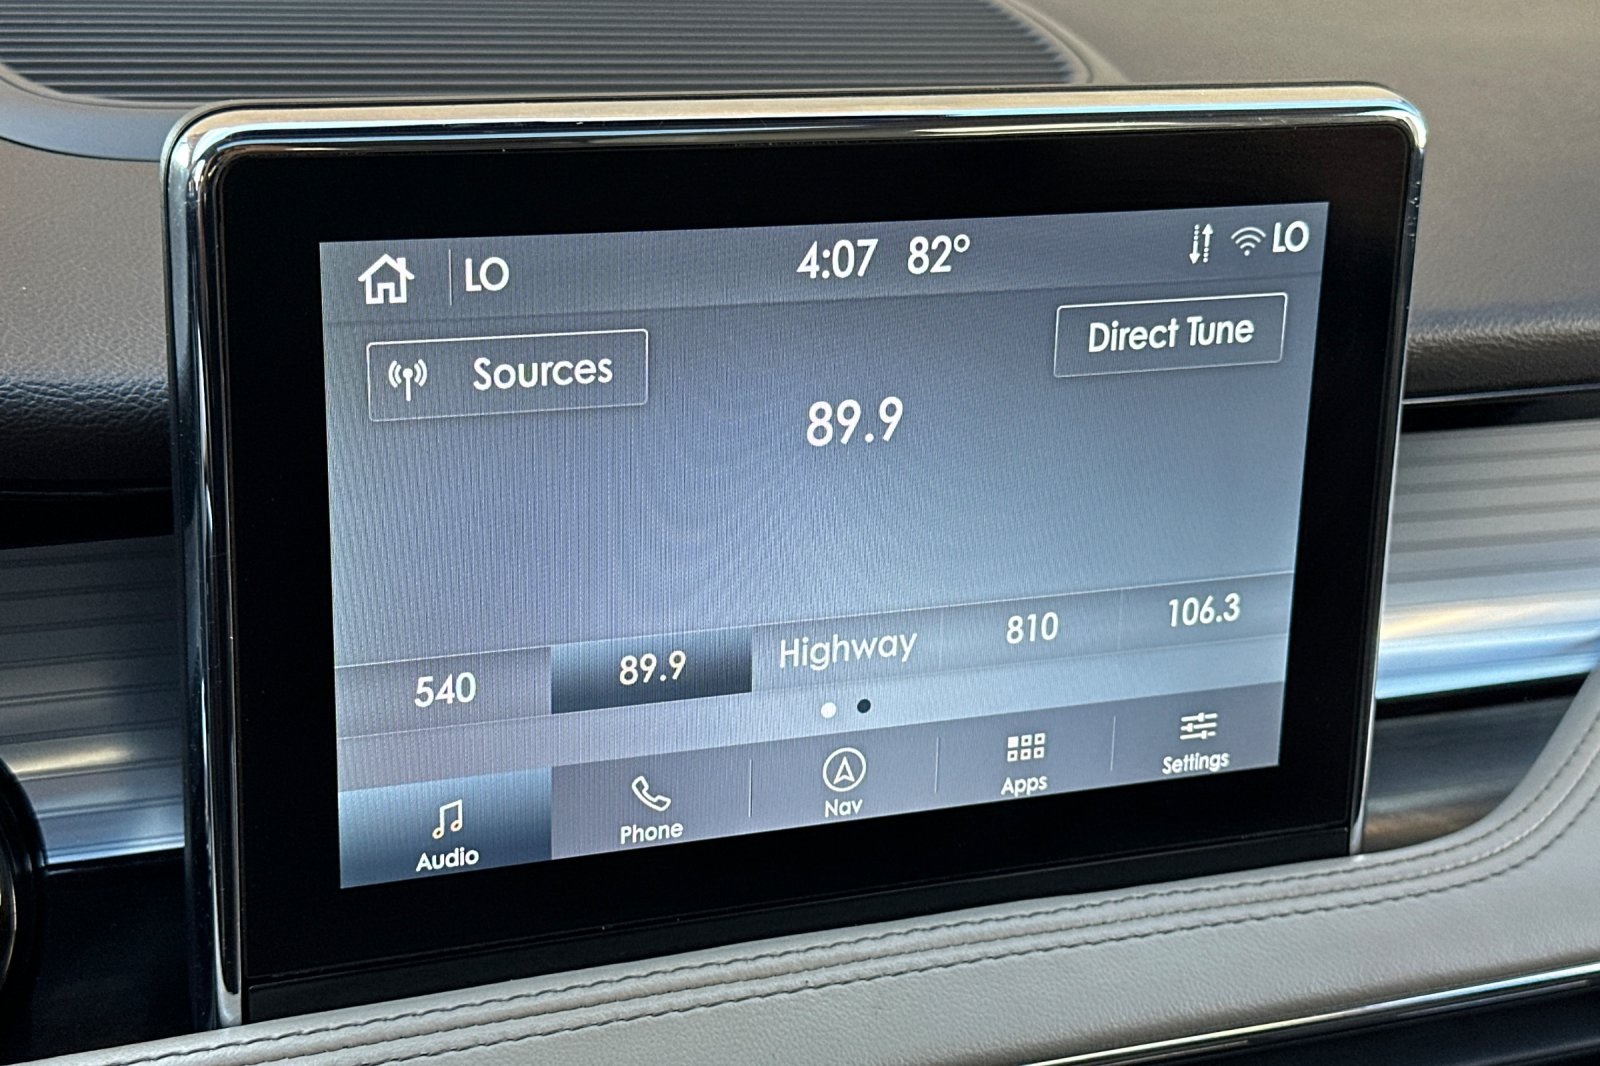 LO 4:07 82° LO
Sources
Direct Tune
89.9
540 89.9 Highway 810 106.3
Audio Phone Nav Apps Settings